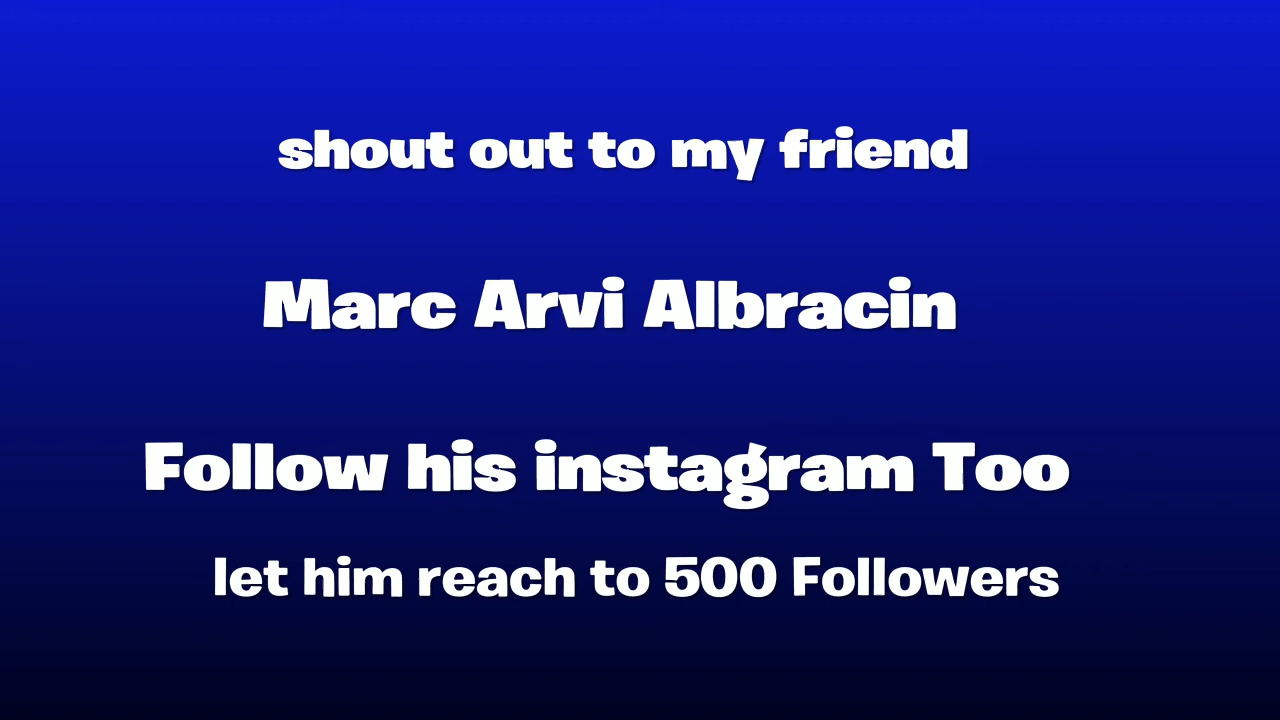 shout out to my friend
Marc Arvi Albracin
Follow his instagram Too
let him reach to 500 Followers